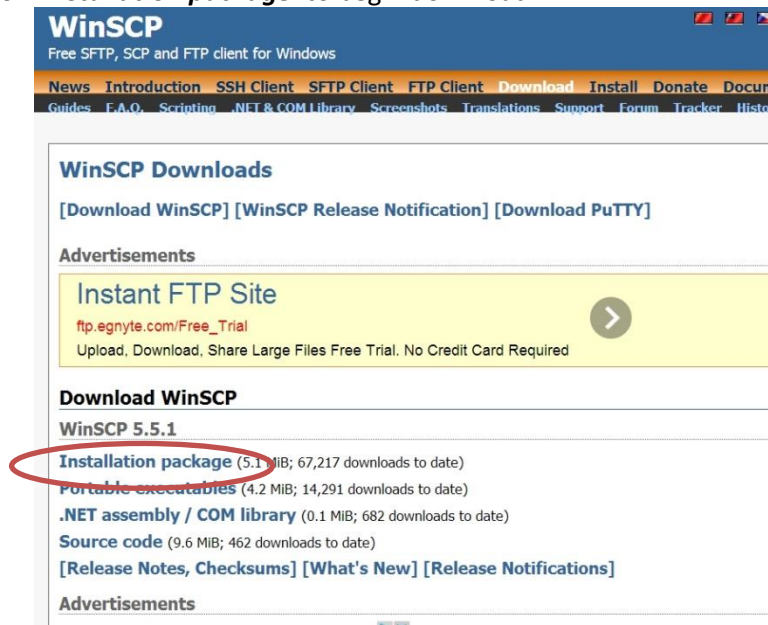 Installation package to begin download
WinSCP
Free SFTP, SCP and FTP client for Windows
News Introduction SSH Client SFTP Client FTP Client Download Install Donate
Guides F.A.Q. Scripting .NET & COM Library Screenshots Translations Support Forum Tracker
WinSCP Downloads
[Download WinSCP] [WinSCP Release Notification] [Download PuTTY]
Advertisements
Instant FTP Site
ftp.egnyte.com/Free_Trial
Upload, Download, Share Large Files Free Trial. No Credit Card Required
Download WinSCP
WinSCP 5.5.1
Installation package (5.1 MiB; 67,217 downloads to date)
Portable executables (4.2 MiB; 14,291 downloads to date)
.NET assembly / COM library (0.1 MiB; 682 downloads to date)
Source code (9.6 MiB; 462 downloads to date)
[Release Notes, Checksums] [What's New] [Release Notifications]
Advertisements